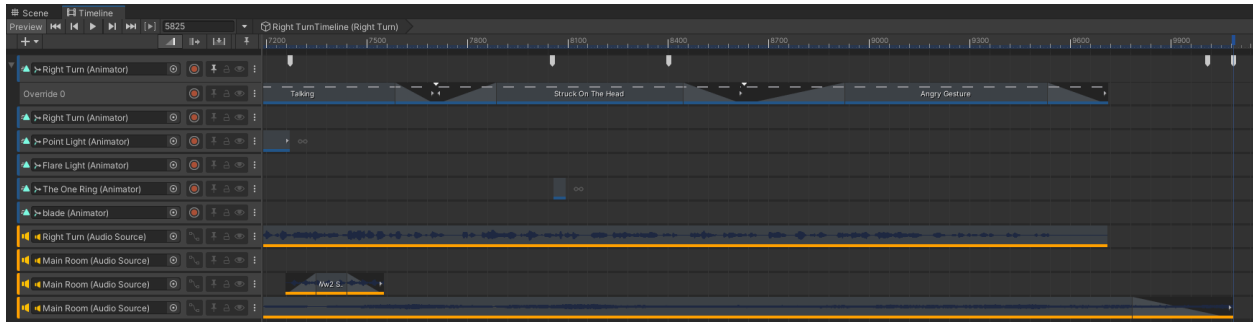 Scene Timeline
Preview 5825 Right TurnTimeline (Right Turn)
7200 7500 7800 8100 8400 8700 9000 9300 9600 9900
Right Turn (Animator)
Override 0 Talking Struck On The Head Angry Gesture
Right Turn (Animator)
Point Light (Animator)
Flare Light (Animator)
The One Ring (Animator)
blade (Animator)
Right Turn (Audio Source)
Main Room (Audio Source)
Main Room (Audio Source) Ww2 S.
Main Room (Audio Source)